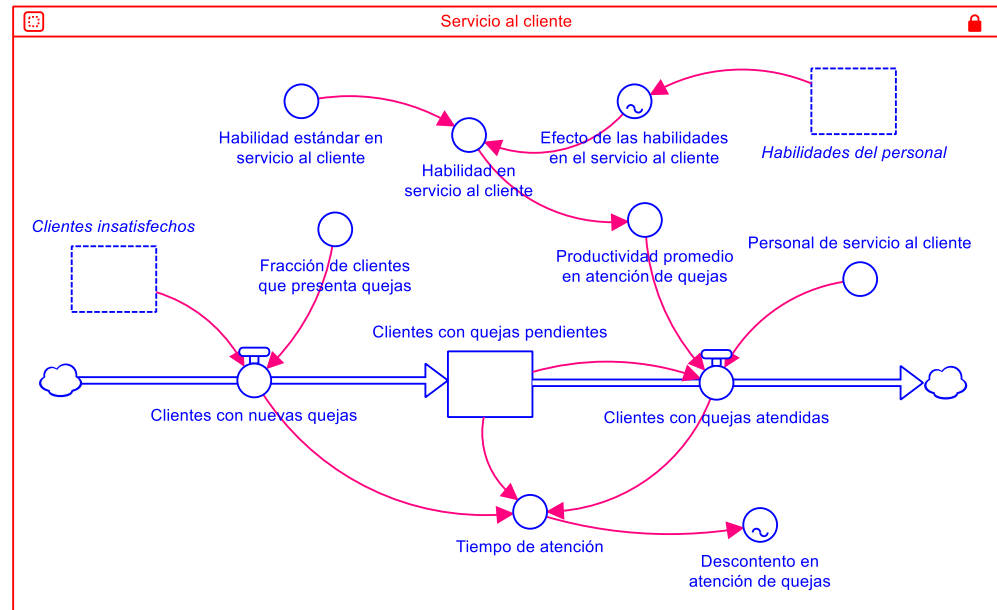 Servicio al cliente
Habilidad estándar en
servicio al cliente
Efecto de las habilidades
en el servicio al cliente
Habilidades del personal
Habilidad en
servicio al cliente
Clientes insatisfechos
Fracción de clientes
que presenta quejas
Productividad promedio
en atención de quejas
Personal de servicio al cliente
Clientes con quejas pendientes
Clientes con nuevas quejas
Clientes con quejas atendidas
Tiempo de atención
Descontento en
atención de quejas